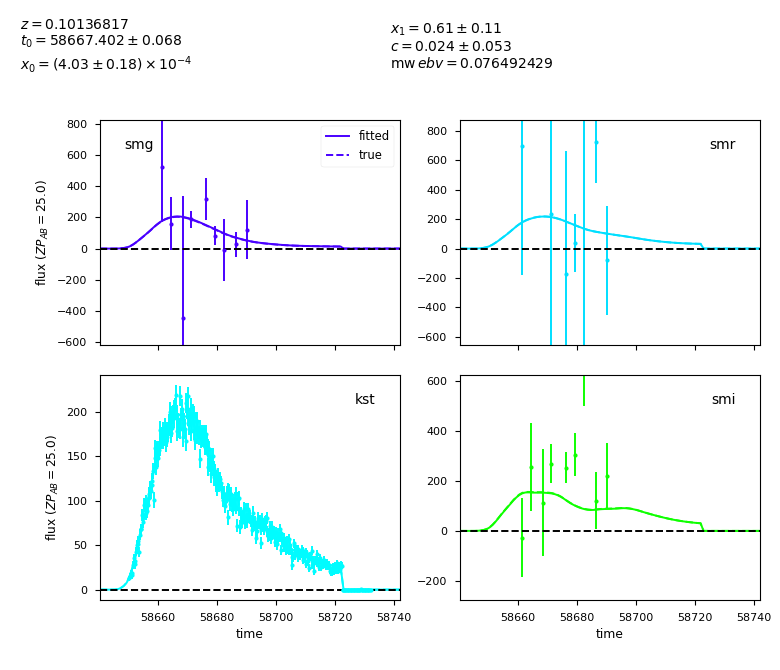 z = 0.10136817
t₀ = 58667.402 ± 0.068
x₀ = (4.03 ± 0.18) × 10⁻⁴
x₁ = 0.61 ± 0.11
c = 0.024 ± 0.053
mwebv = 0.076492429
smg
fitted
true
800
600
400
200
0
−200
−400
−600
flux (ZP_AB = 25.0)
smr
800
600
400
200
0
−200
−400
−600
kst
200
150
100
50
0
flux (ZP_AB = 25.0)
58660 58680 58700 58720 58740
time
smi
600
400
200
0
−200
58660 58680 58700 58720 58740
time